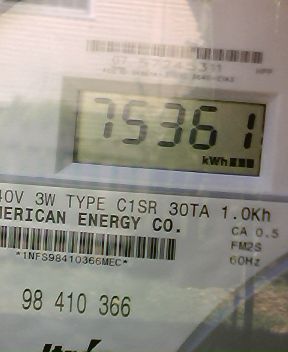 75361
kWh
40V 3W TYPE C1SR 30TA 1.0Kh
MERICAN ENERGY CO.
CA 0.5
FM2S
*1NFS98410366MEC*
60Hz
98 410 366